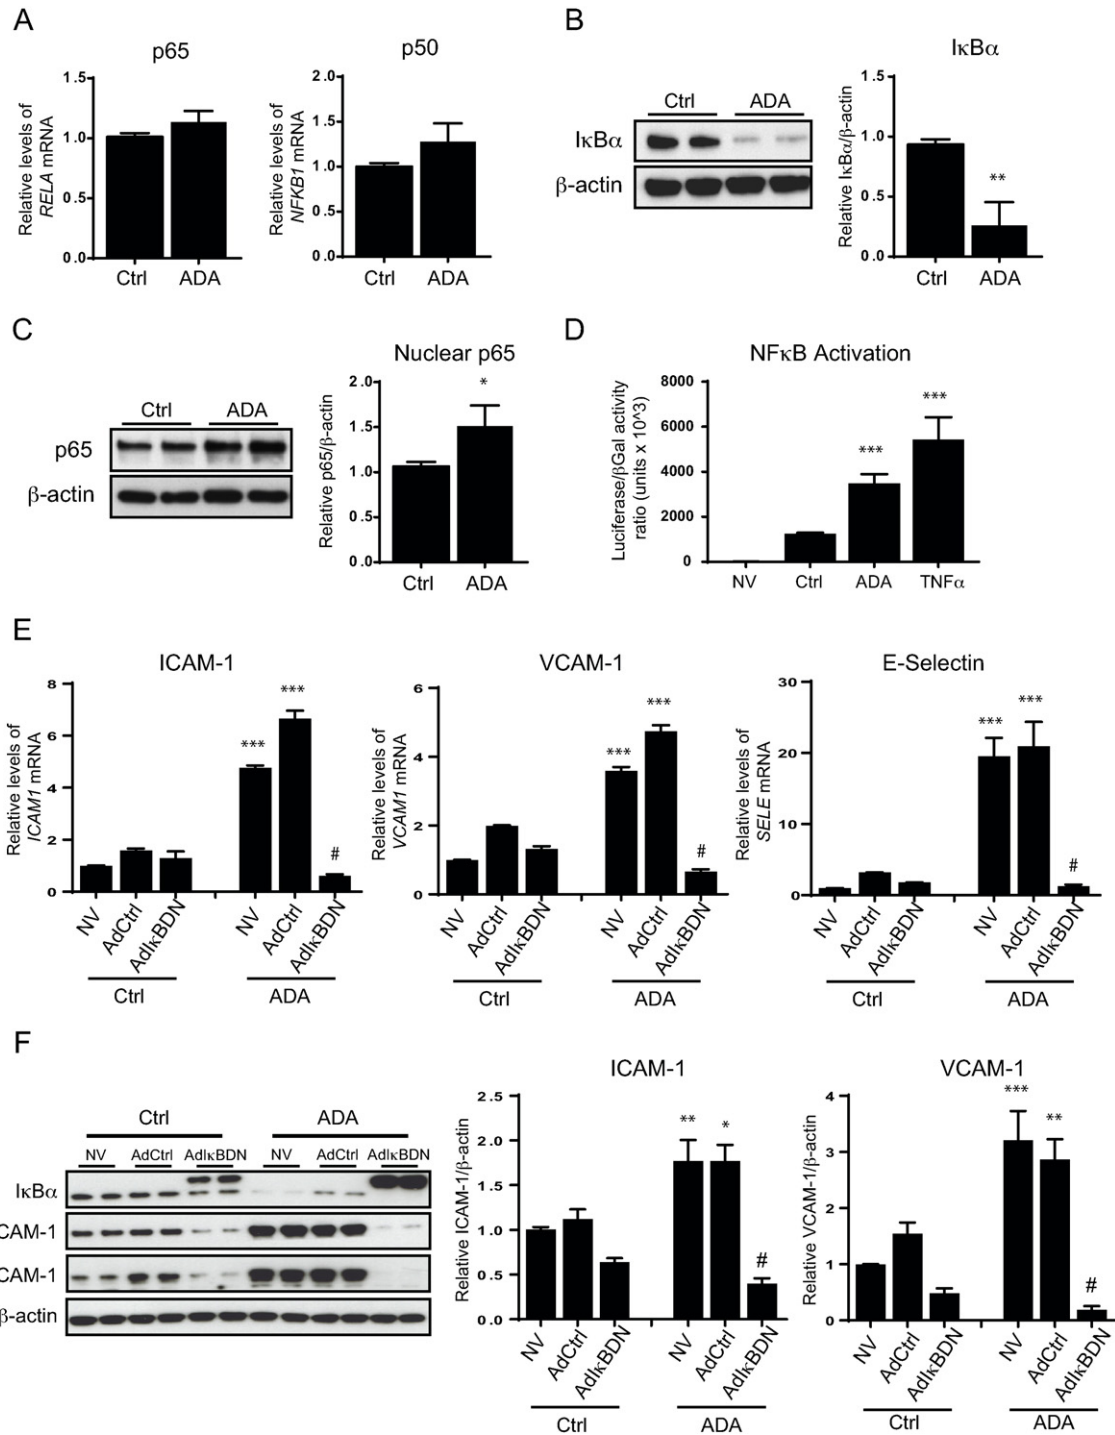 A
p65
Relative levels of
RELA mRNA
1.5
1.0
0.5
0.0
Ctrl
ADA
p50
Relative levels of
NFKB1 mRNA
2.0
1.5
1.0
0.5
0.0
Ctrl
ADA
B
Ctrl
ADA
IκBα
β-actin
IκBα
Relative IκBα/β-actin
1.5
1.0
0.5
0.0
**
Ctrl
ADA
C
Ctrl
ADA
p65
β-actin
Nuclear p65
Relative p65/β-actin
2.0
1.5
1.0
0.5
0.0
*
Ctrl
ADA
D
NFκB Activation
Luciferase/βGal activity
ratio (units x 10^3)
8000
6000
4000
2000
0
***
***
NV
Ctrl
ADA
TNFα
E
ICAM-1
Relative levels of
ICAM1 mRNA
8
6
4
2
0
***
***
#
NV
AdCtrl
AdIκBDN
NV
AdCtrl
AdIκBDN
Ctrl
ADA
VCAM-1
Relative levels of
VCAM1 mRNA
6
4
2
0
***
***
#
NV
AdCtrl
AdIκBDN
NV
AdCtrl
AdIκBDN
Ctrl
ADA
E-Selectin
Relative levels of
SELE mRNA
30
20
10
0
***
***
#
NV
AdCtrl
AdIκBDN
NV
AdCtrl
AdIκBDN
Ctrl
ADA
F
Ctrl
ADA
NV
AdCtrl
AdIκBDN
NV
AdCtrl
AdIκBDN
IκBα
CAM-1
CAM-1
β-actin
ICAM-1
Relative ICAM-1/β-actin
2.5
2.0
1.5
1.0
0.5
0.0
**
*
#
NV
AdCtrl
AdIκBDN
NV
AdCtrl
AdIκBDN
Ctrl
ADA
VCAM-1
Relative VCAM-1/β-actin
4
3
2
1
0
***
**
#
NV
AdCtrl
AdIκBDN
NV
AdCtrl
AdIκBDN
Ctrl
ADA